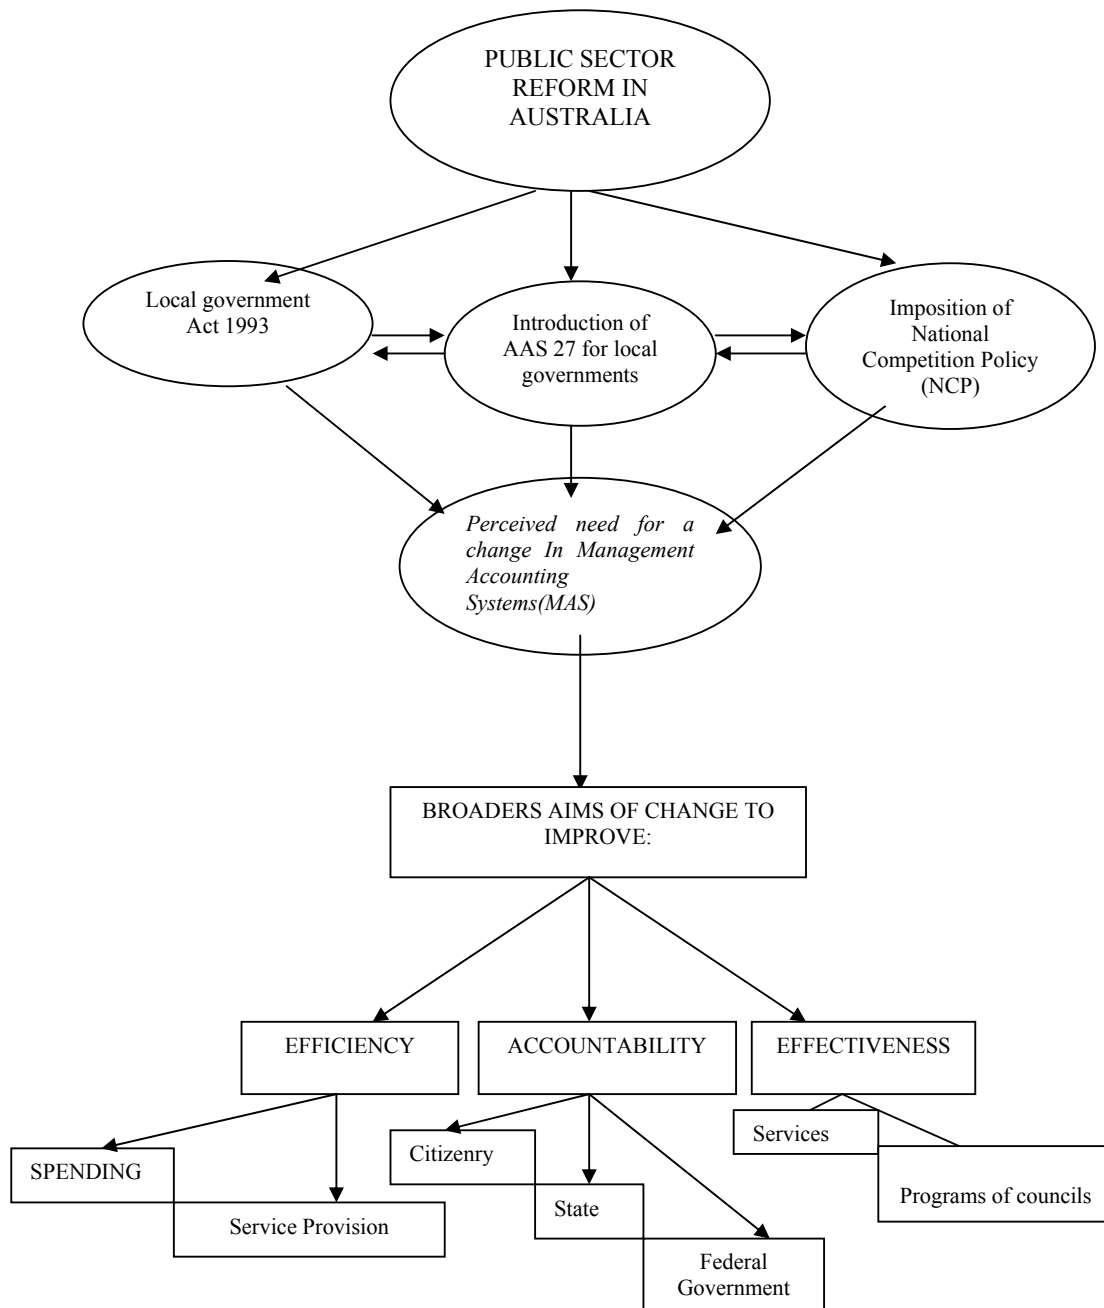 PUBLIC SECTOR
REFORM IN
AUSTRALIA
Local government
Act 1993
Introduction of
AAS 27 for local
governments
Imposition of
National
Competition Policy
(NCP)
Perceived need for a
change In Management
Accounting
Systems(MAS)
BROADERS AIMS OF CHANGE TO
IMPROVE:
EFFICIENCY
ACCOUNTABILITY
EFFECTIVENESS
SPENDING
Service Provision
Citizenry
State
Federal
Government
Services
Programs of councils